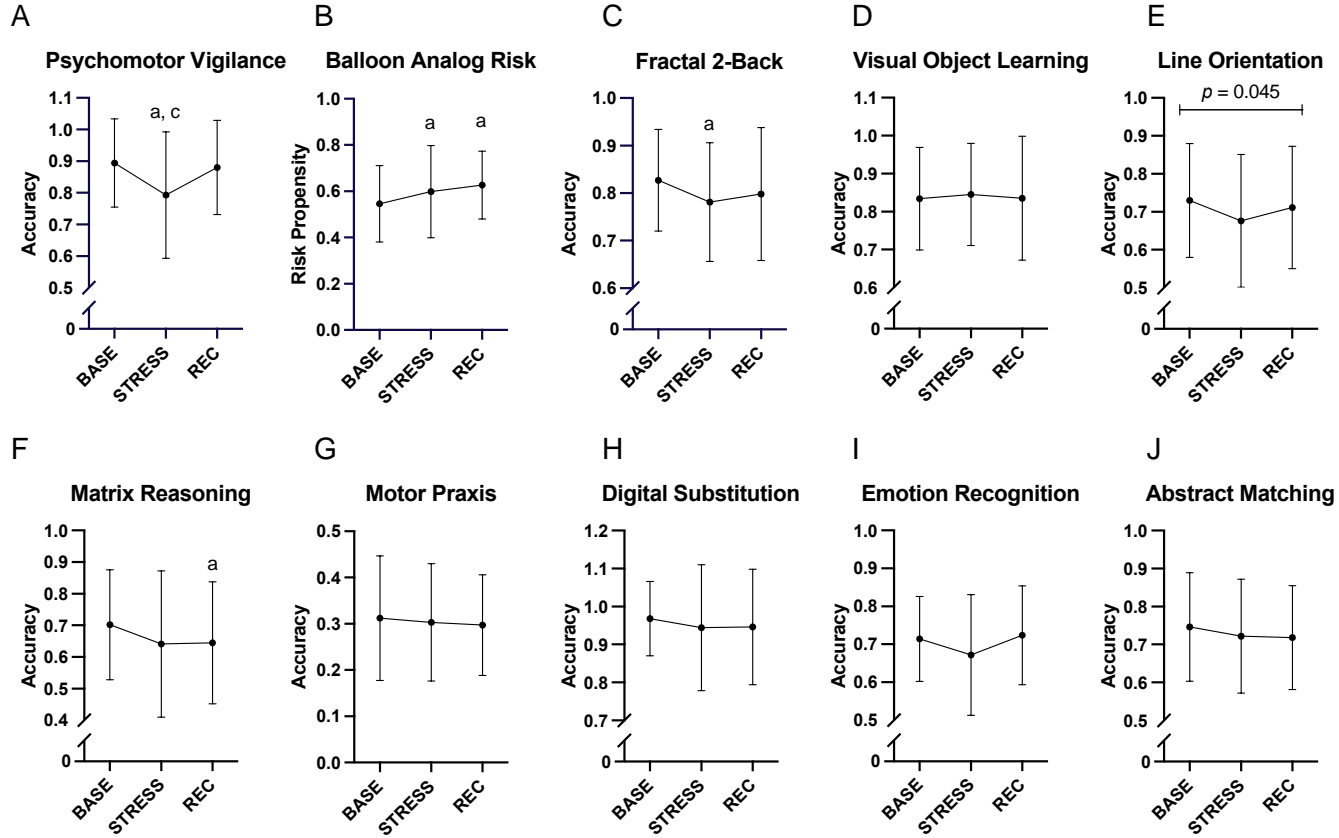 A
Psychomotor Vigilance
Accuracy
1.1
1.0
0.9
0.8
0.7
0.6
0.5
0
a, c
BASE
STRESS
REC
B
Balloon Analog Risk
Risk Propensity
1.0
0.8
0.6
0.4
0.2
0.0
a
a
BASE
STRESS
REC
C
Fractal 2-Back
Accuracy
1.0
0.9
0.8
0.7
0.6
0
a
BASE
STRESS
REC
D
Visual Object Learning
Accuracy
1.1
1.0
0.9
0.8
0.7
0.6
0
BASE
STRESS
REC
E
Line Orientation
p = 0.045
Accuracy
1.0
0.9
0.8
0.7
0.6
0.5
0
BASE
STRESS
REC
F
Matrix Reasoning
Accuracy
1.0
0.9
0.8
0.7
0.6
0.5
0.4
0
a
BASE
STRESS
REC
G
Motor Praxis
Accuracy
0.5
0.4
0.3
0.2
0.1
0.0
BASE
STRESS
REC
H
Digital Substitution
Accuracy
1.2
1.1
1.0
0.9
0.8
0.7
0
BASE
STRESS
REC
I
Emotion Recognition
Accuracy
1.0
0.9
0.8
0.7
0.6
0.5
0
BASE
STRESS
REC
J
Abstract Matching
Accuracy
1.0
0.9
0.8
0.7
0.6
0.5
0
BASE
STRESS
REC